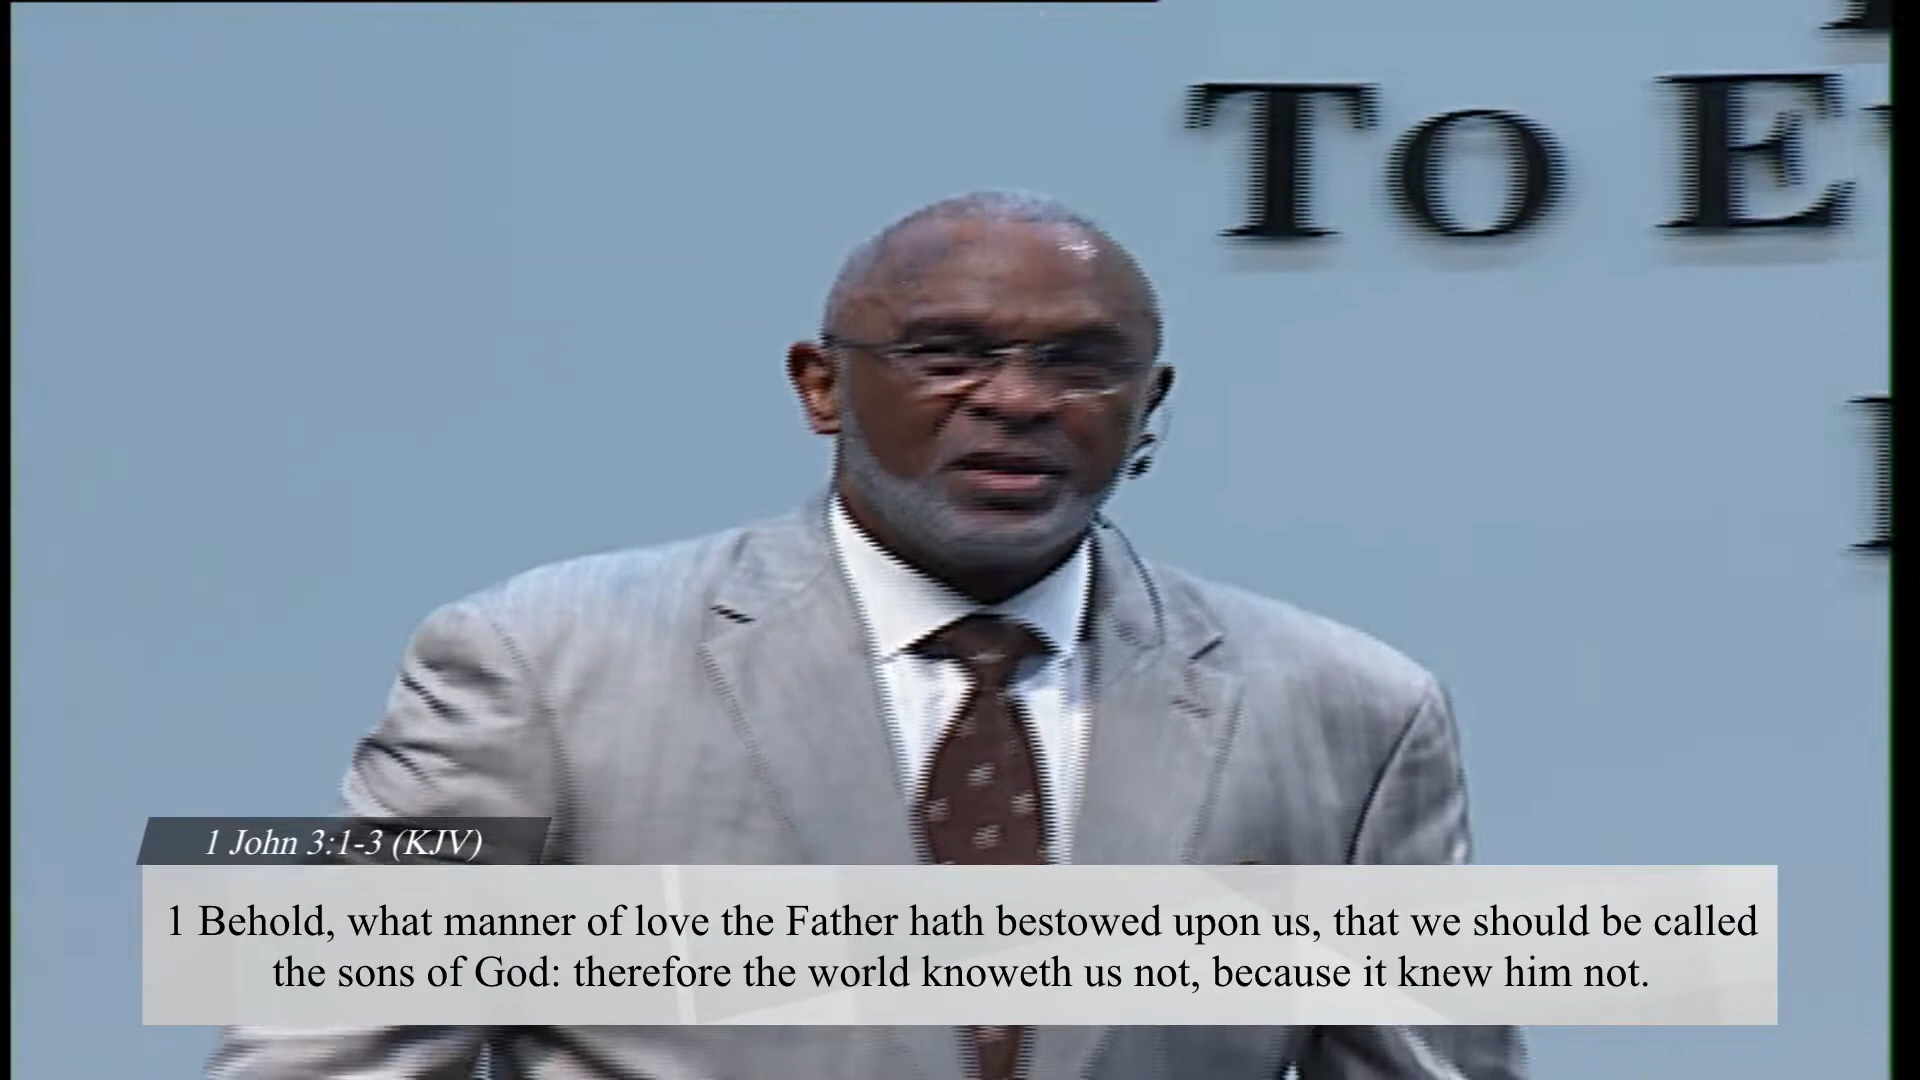 To E
1 John 3:1-3 (KJV)
1 Behold, what manner of love the Father hath bestowed upon us, that we should be called
the sons of God: therefore the world knoweth us not, because it knew him not.